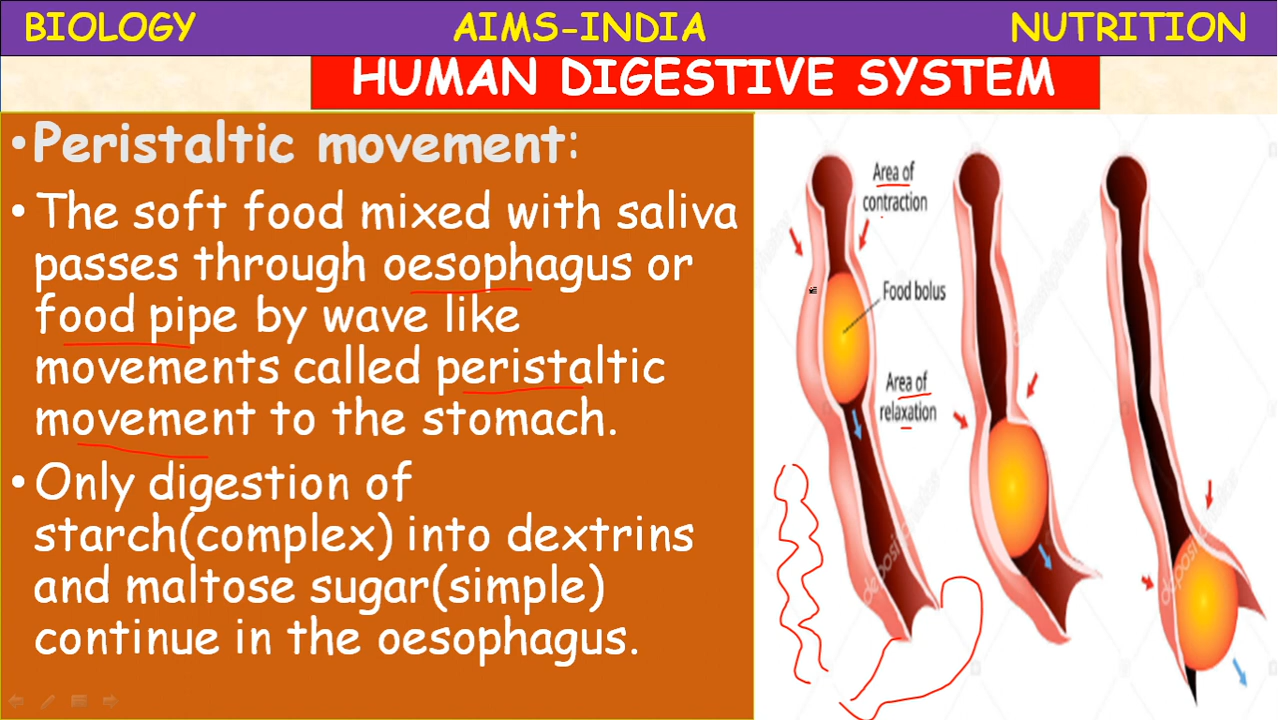 BIOLOGY AIMS-INDIA NUTRITION
HUMAN DIGESTIVE SYSTEM
•Peristaltic movement:
• The soft food mixed with saliva
passes through oesophagus or
food pipe by wave like
movements called peristaltic
movement to the stomach.
•Only digestion of
starch(complex) into dextrins
and maltose sugar(simple)
continue in the oesophagus.
Area of
contraction
Food bolus
Area of
relaxation
depositphotos
depositphotos